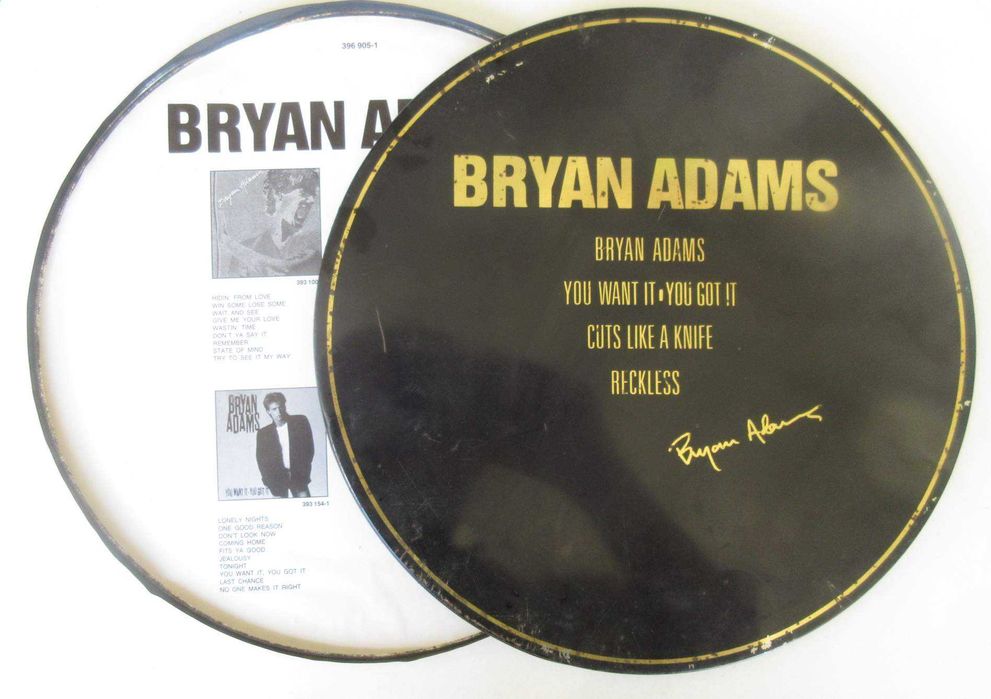 396 905-1
BRYAN A
Bryan Adams
393 100
HIDIN' FROM LOVE
WIN SOME LOSE SOME
WAIT AND SEE
GIVE ME YOUR LOVE
WASTIN' TIME
DON'T YA SAY IT
REMEMBER
STATE OF MIND
TRY TO SEE IT MY WAY
BRYAN
ADAMS
YOU WANT IT·YOU GOT IT
393 154-1
LONELY NIGHTS
ONE GOOD REASON
DON'T LOOK NOW
COMING HOME
FITS YA GOOD
JEALOUSY
TONIGHT
YOU WANT IT, YOU GOT IT
LAST CHANCE
NO ONE MAKES IT RIGHT
BRYAN ADAMS
BRYAN ADAMS
YOU WANT IT·YOU GOT IT
CUTS LIKE A KNIFE
RECKLESS
Bryan Adams